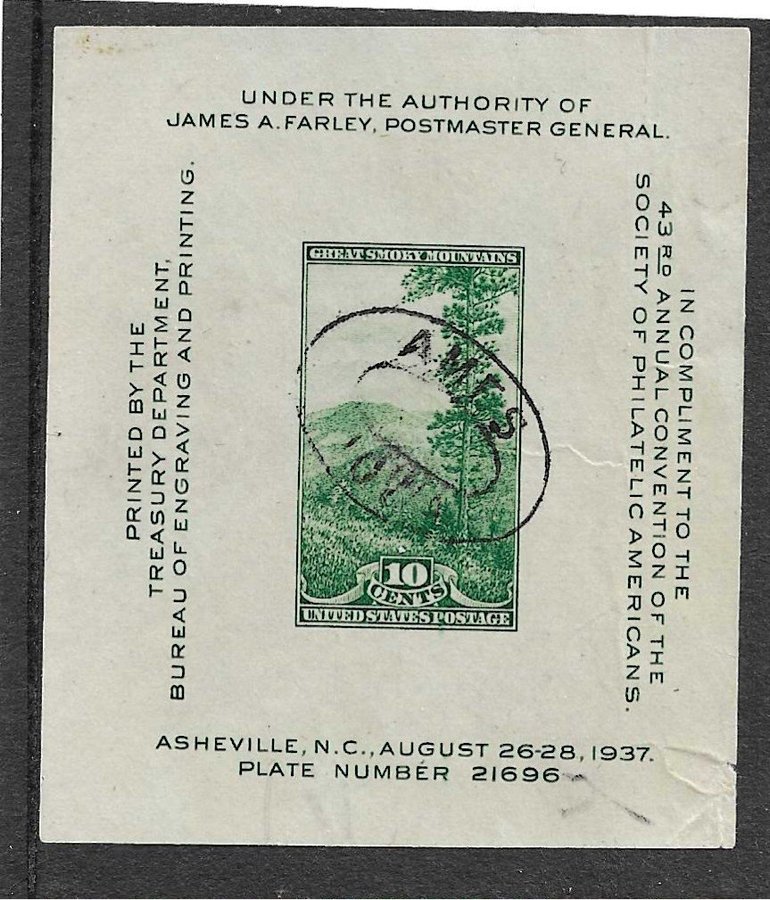 UNDER THE AUTHORITY OF
JAMES A. FARLEY, POSTMASTER GENERAL.
PRINTED BY THE
TREASURY DEPARTMENT,
BUREAU OF ENGRAVING AND PRINTING.
GREAT SMOKY MOUNTAINS
AMES
IOWA
10
CENTS
UNITED STATES POSTAGE
IN COMPLIMENT TO THE
43RD ANNUAL CONVENTION OF THE
SOCIETY OF PHILATELIC AMERICANS.
ASHEVILLE, N.C., AUGUST 26-28, 1937.
PLATE NUMBER 21696